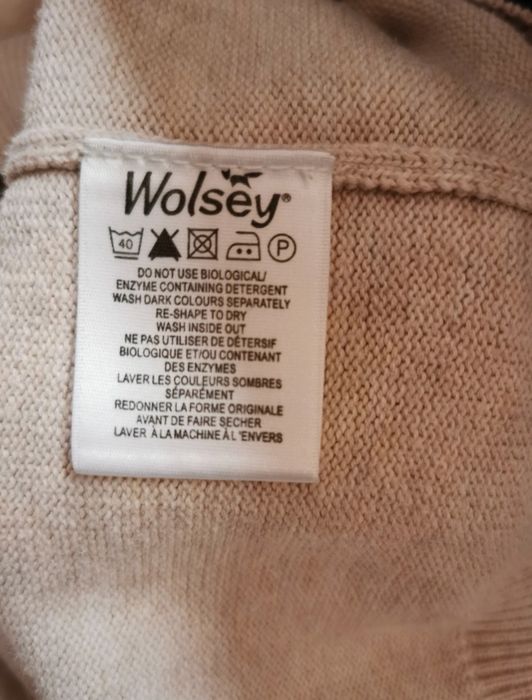 Wolsey®
40 P
DO NOT USE BIOLOGICAL/
ENZYME CONTAINING DETERGENT
WASH DARK COLOURS SEPARATELY
RE-SHAPE TO DRY
WASH INSIDE OUT
NE PAS UTILISER DE DÉTERSIF
BIOLOGIQUE ET/OU CONTENANT
DES ENZYMES
LAVER LES COULEURS SOMBRES
SÉPARÉMENT
REDONNER LA FORME ORIGINALE
AVANT DE FAIRE SECHER
LAVER À LA MACHINE À L'ENVERS